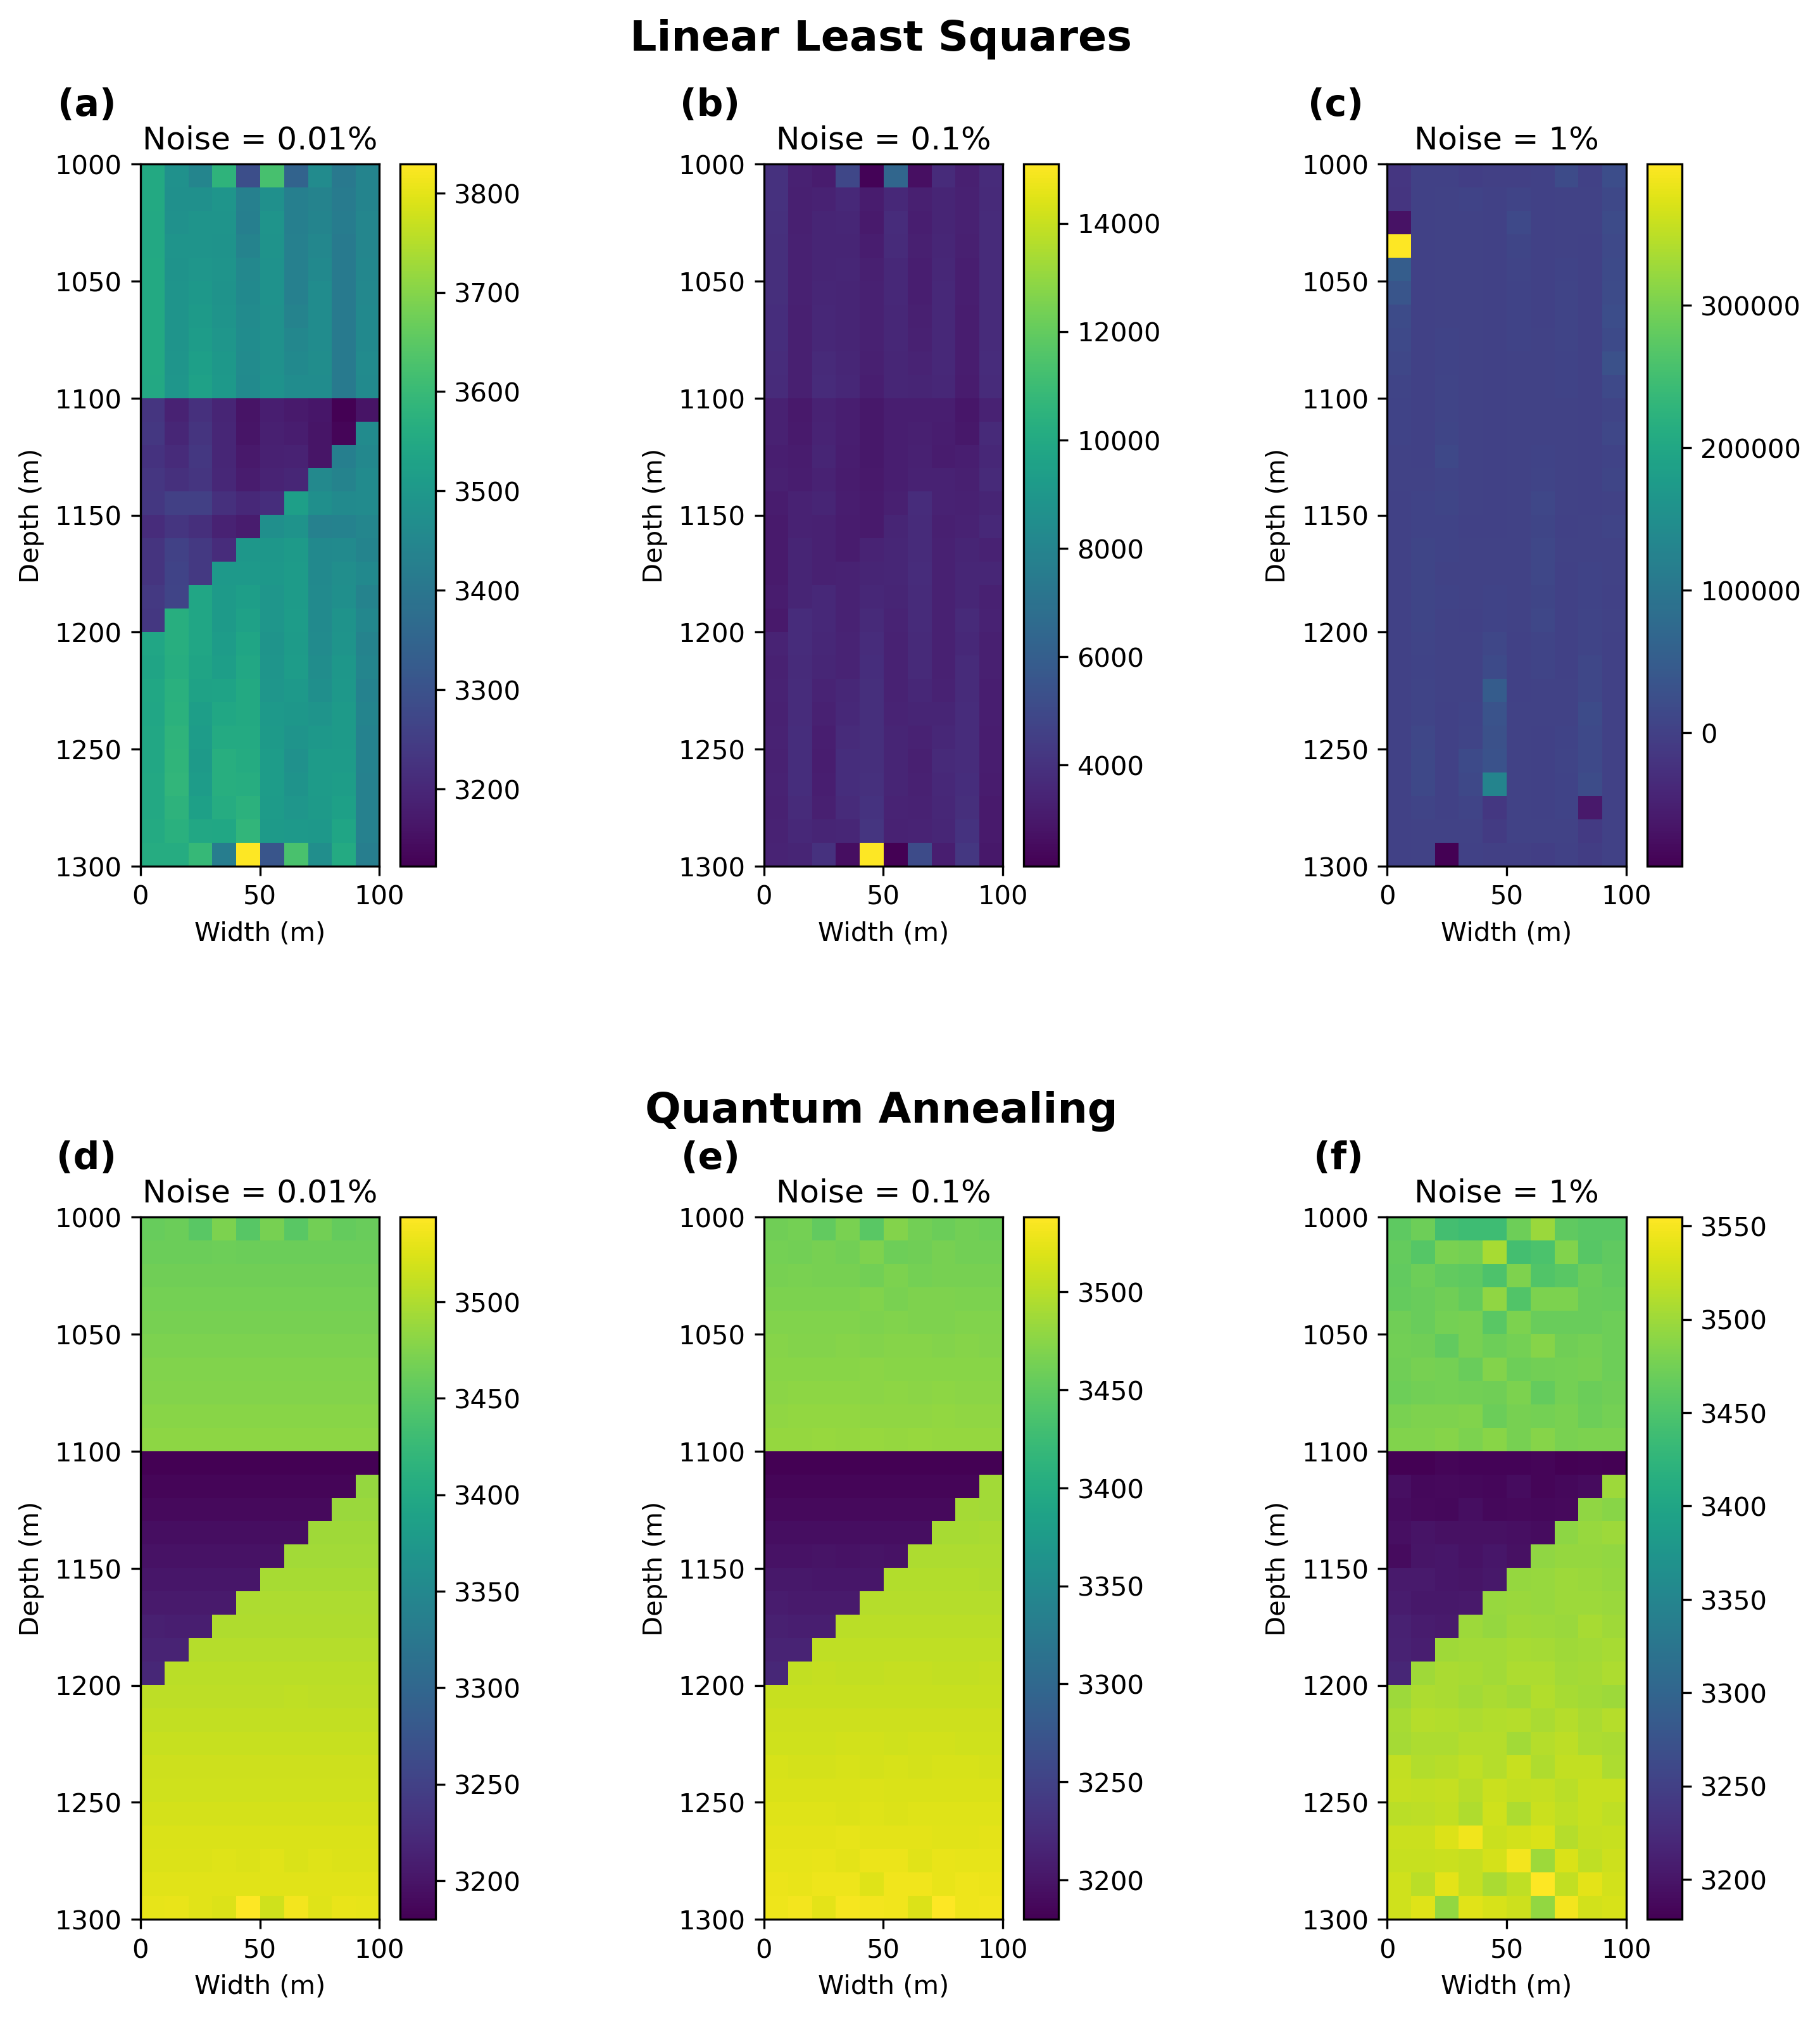 Linear Least Squares
(a)
Noise = 0.01%
1000
1050
1100
1150
1200
1250
1300
Depth (m)
0 50 100
Width (m)
3800
3700
3600
3500
3400
3300
3200
(b)
Noise = 0.1%
1000
1050
1100
1150
1200
1250
1300
Depth (m)
0 50 100
Width (m)
14000
12000
10000
8000
6000
4000
(c)
Noise = 1%
1000
1050
1100
1150
1200
1250
1300
Depth (m)
0 50 100
Width (m)
300000
200000
100000
0
Quantum Annealing
(d)
Noise = 0.01%
1000
1050
1100
1150
1200
1250
1300
Depth (m)
0 50 100
Width (m)
3500
3450
3400
3350
3300
3250
3200
(e)
Noise = 0.1%
1000
1050
1100
1150
1200
1250
1300
Depth (m)
0 50 100
Width (m)
3500
3450
3400
3350
3300
3250
3200
(f)
Noise = 1%
1000
1050
1100
1150
1200
1250
1300
Depth (m)
0 50 100
Width (m)
3550
3500
3450
3400
3350
3300
3250
3200